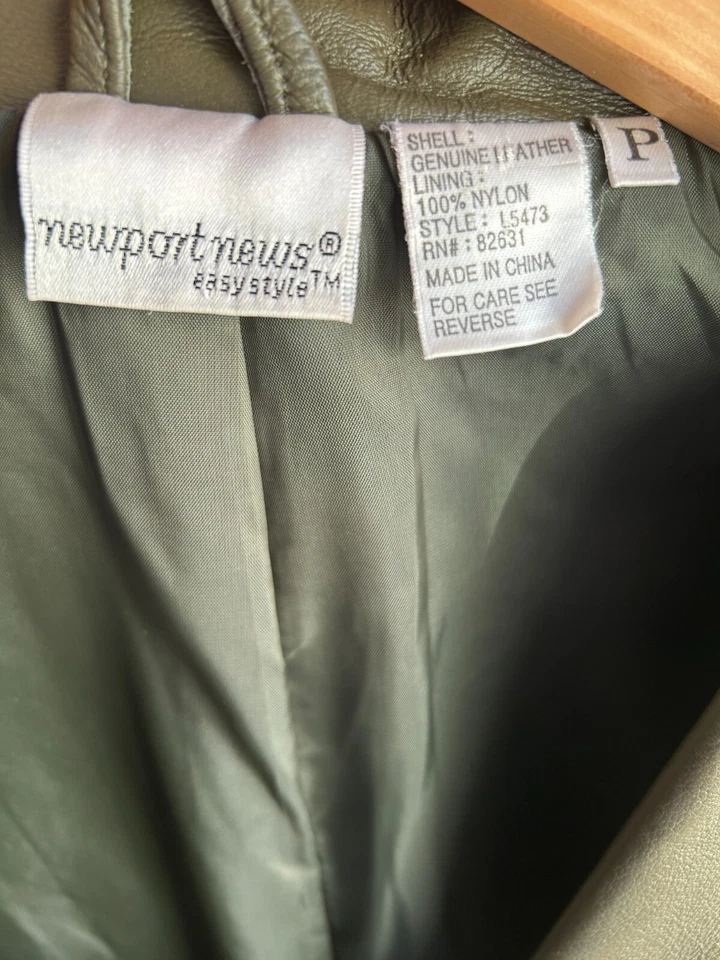 newport news®
easy style™
SHELL:
GENUINE LEATHER
LINING:
100% NYLON
STYLE: L5473
RN#: 82631
MADE IN CHINA
FOR CARE SEE
REVERSE
P